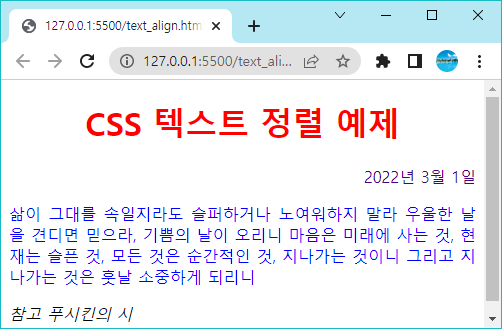 127.0.0.1:5500/text_align.htm
127.0.0.1:5500/text_ali...
CSS 텍스트 정렬 예제
2022년 3월 1일
삶이 그대를 속일지라도 슬퍼하거나 노여워하지 말라 우울한 날
을 견디면 믿으라, 기쁨의 날이 오리니 마음은 미래에 사는 것, 현
재는 슬픈 것, 모든 것은 순간적인 것, 지나가는 것이니 그리고 지
나가는 것은 훗날 소중하게 되리니
참고 푸시킨의 시